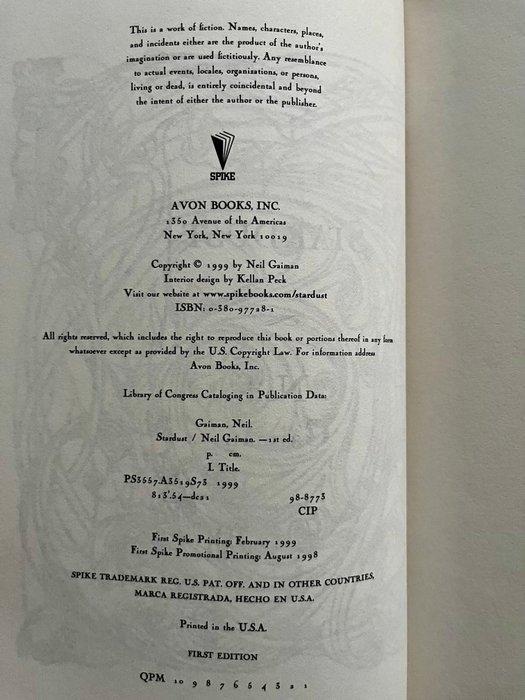 This is a work of fiction. Names, characters, places,
and incidents either are the product of the author's
imagination or are used fictitiously. Any resemblance
to actual events, locales, organizations, or persons,
living or dead, is entirely coincidental and beyond
the intent of either the author or the publisher.
SPIKE
AVON BOOKS, INC.
1350 Avenue of the Americas
New York, New York 10019
Copyright © 1999 by Neil Gaiman
Interior design by Kellan Peck
Visit our website at www.spikebooks.com/stardust
ISBN: 0-380-97728-1
All rights reserved, which includes the right to reproduce this book or portions thereof in any form
whatsoever except as provided by the U.S. Copyright Law. For information address
Avon Books, Inc.
Library of Congress Cataloging in Publication Data:
Gaiman, Neil.
Stardust / Neil Gaiman. —1st ed.
p. cm.
I. Title.
PS3557.A3519S73 1999
813'.54—dc21 98-8773
CIP
First Spike Printing: February 1999
First Spike Promotional Printing: August 1998
SPIKE TRADEMARK REG. U.S. PAT. OFF. AND IN OTHER COUNTRIES,
MARCA REGISTRADA, HECHO EN U.S.A.
Printed in the U.S.A.
FIRST EDITION
QPM 10 9 8 7 6 5 4 3 2 1